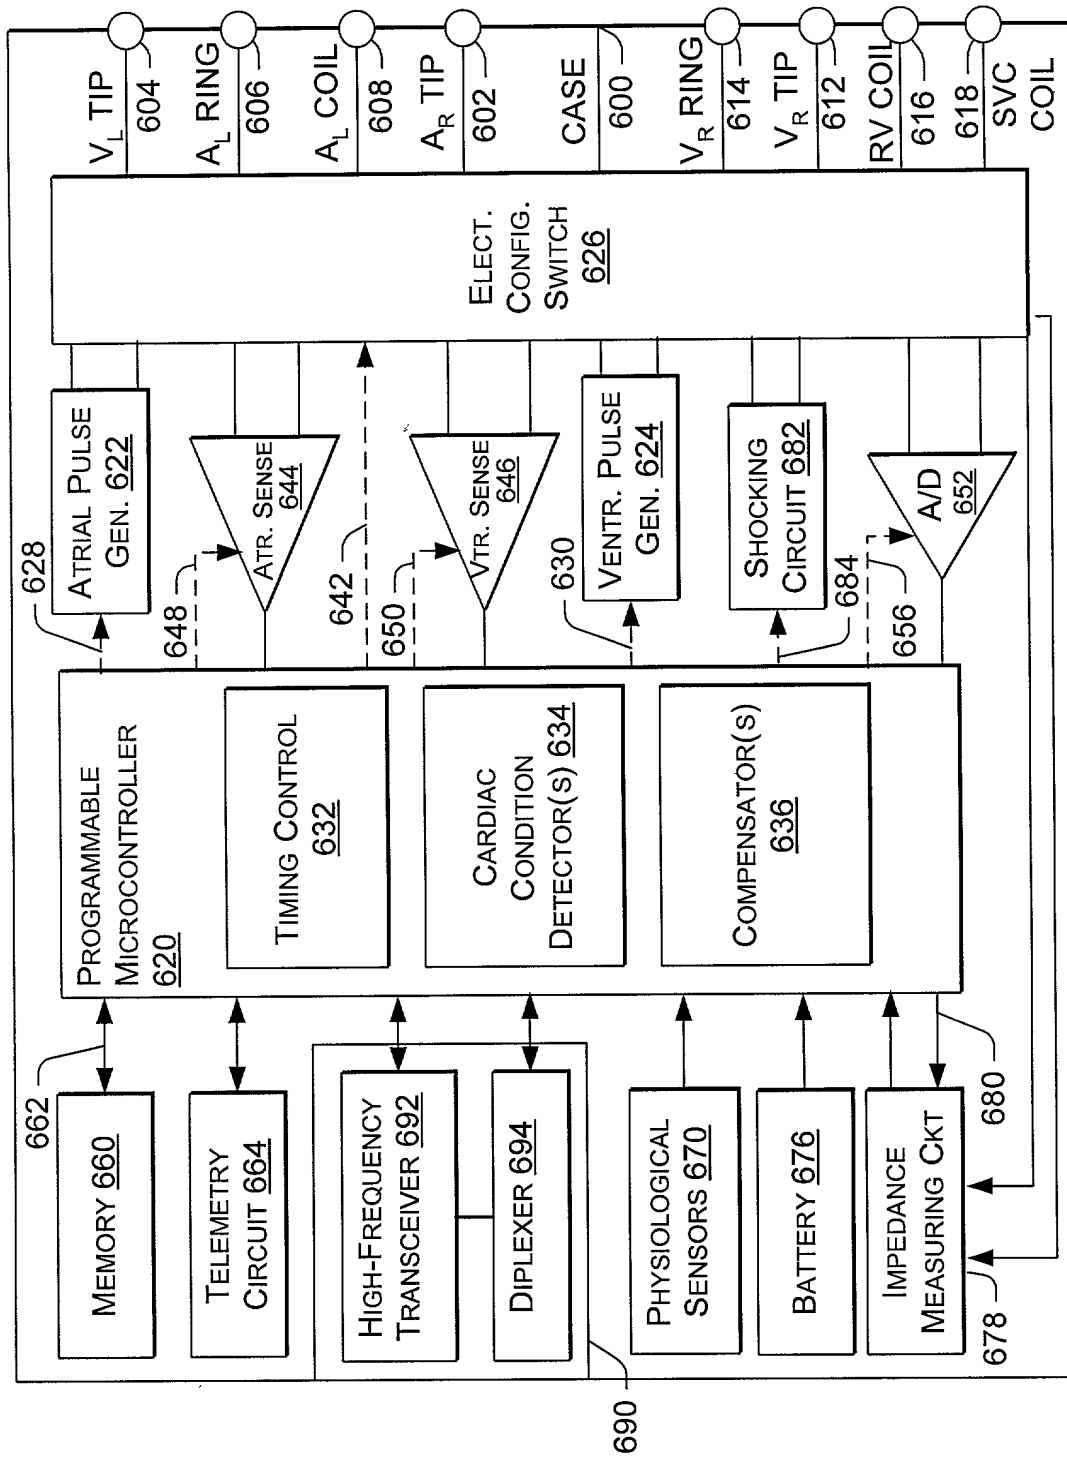 V_L TIP
604
A_L RING
606
A_L COIL
608
A_R TIP
602
CASE
600
V_R RING
614
V_R TIP
612
RV COIL
616
618
SVC
COIL
ELECT.
CONFIG.
SWITCH
626
ATRIAL PULSE
GEN. 622
628
ATR. SENSE
644
648
642
VTR. SENSE
646
650
VENTR. PULSE
GEN. 624
630
SHOCKING
CIRCUIT 682
684
A/D
652
656
PROGRAMMABLE
MICROCONTROLLER
620
TIMING CONTROL
632
CARDIAC
CONDITION
DETECTOR(S) 634
COMPENSATOR(S)
636
662
MEMORY 660
TELEMETRY
CIRCUIT 664
HIGH-FREQUENCY
TRANSCEIVER 692
DIPLEXER 694
690
PHYSIOLOGICAL
SENSORS 670
BATTERY 676
IMPEDANCE
MEASURING CKT
678
680